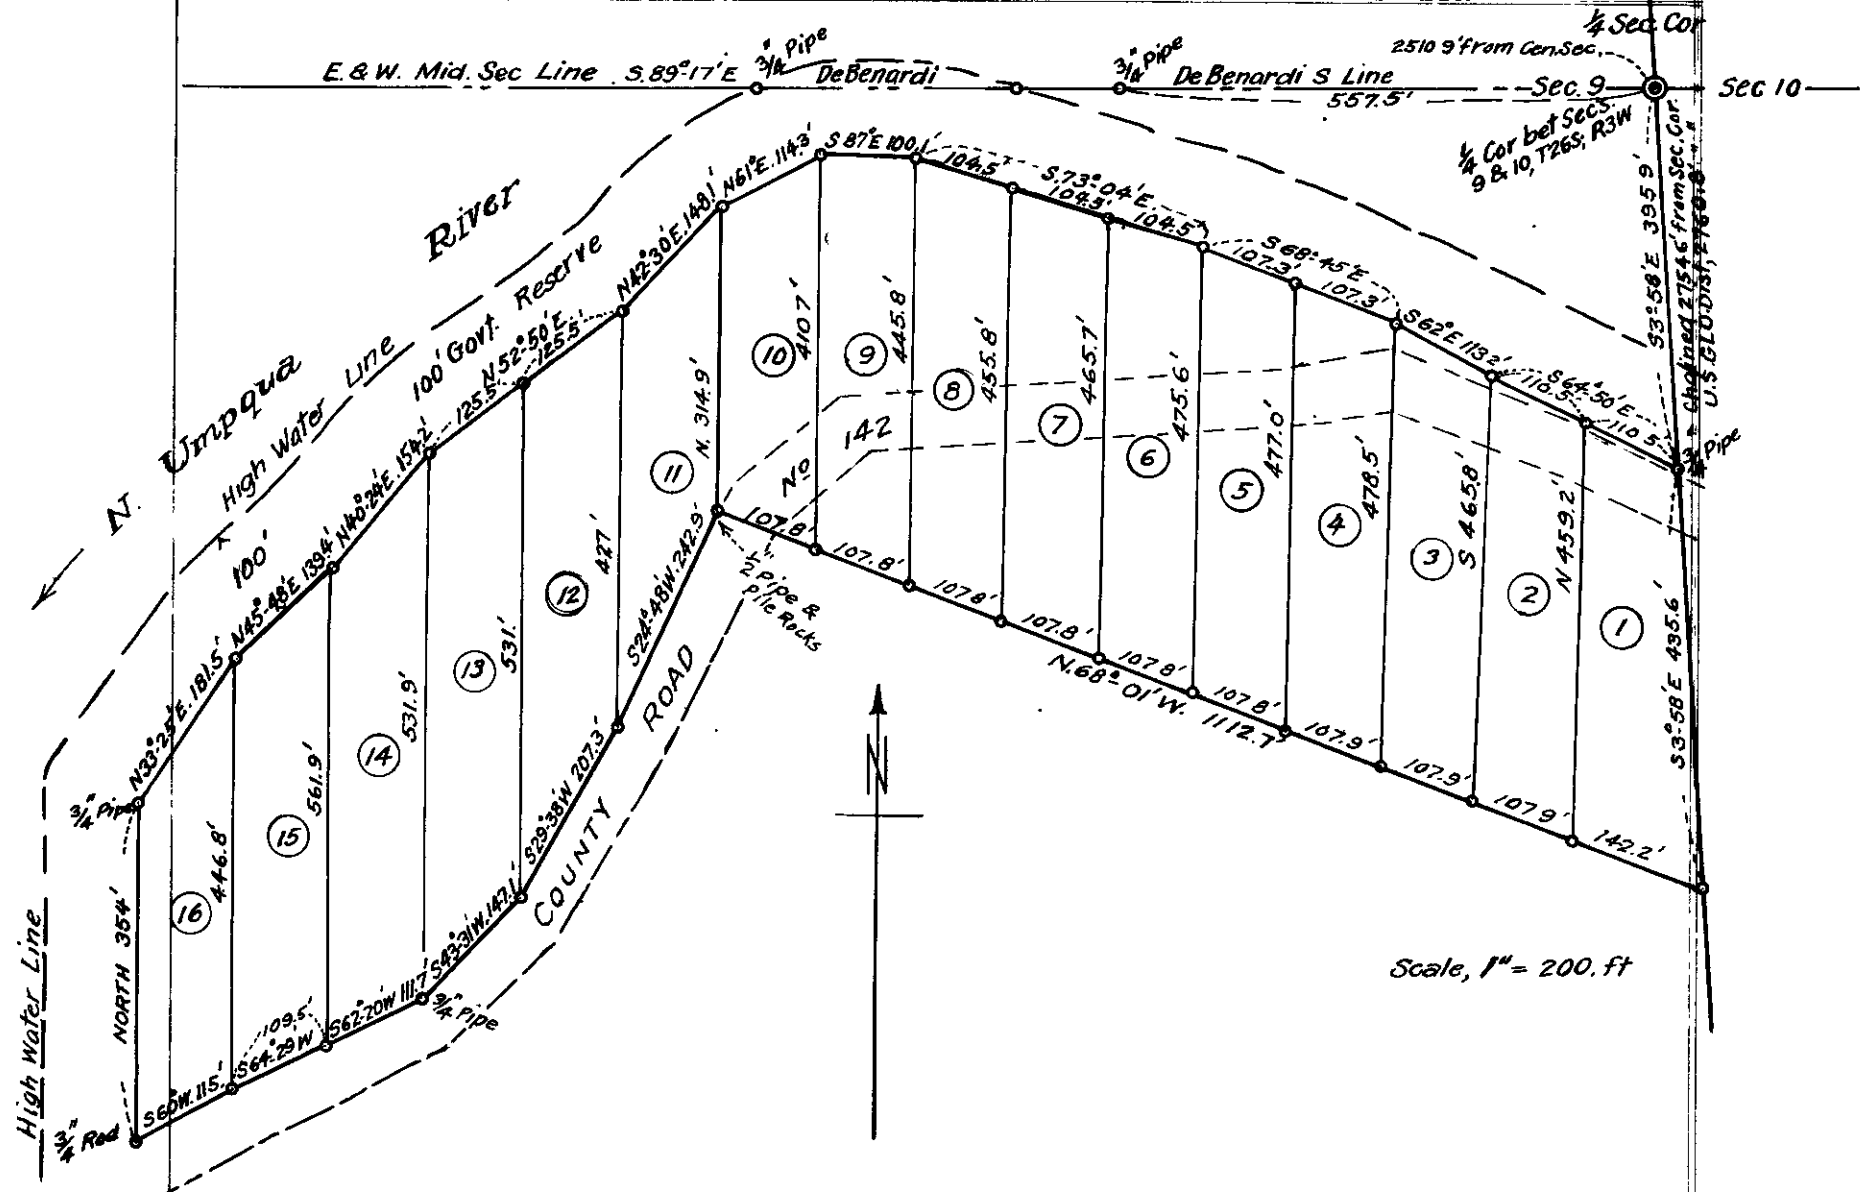 1/4 Sec. Cor
2510 9' from Cen. Sec.
E. & W. Mid. Sec Line S. 89°-17' E
3/4" Pipe
DeBenardi
3/4" Pipe
DeBenardi S Line
557.5'
Sec. 9
Sec 10
1/4 Cor bet Secs.
9 & 10, T26S, R3W
S3°-58' E 395 9'
Chained 2754.6' from Sec. Cor.
N. Umpqua River
High Water Line
100' Govt. Reserve
100'
High Water Line
N33°-25' E. 181.5'
N45°-48' E 139.4'
N40°-24' E. 154.2'
N 52°-50' E.
125.5'
125.5'
N42°-30' E. 148.1'
N61°E. 114.3'
S 87°E 100.1'
104.5'
S. 73°-04' E.
104.5'
104.5'
S 68°-45' E
107.3'
107.3'
S62°E 113.2'
S 64°-50' E
110.5'
110.5'
3/4" Pipe
10
410.7'
9
445.8'
8
455.8'
7
465.7'
6
475.6'
5
477.0'
4
478.5'
3
S 465.8'
2
N 459.2'
1
S3°-58' E 435.6'
N. 314.9'
11
No 142
12
427'
13
531.'
14
531.9'
15
561.9'
16
446.8'
3/4" Pipe
NORTH 354'
3/4" Rod
S60°W. 115.'
109.5'
S64°-29' W
S62°-20' W 111.7'
3/4" Pipe
S43°-31' W. 147.1'
S29°-38' W 207.3'
S24°-48' W. 242.9'
COUNTY ROAD
1/2" Pipe &
Pile Rocks
107.8'
107.8'
107.8'
107.8'
107.8'
107.8'
107.9'
107.9'
107.9'
142.2'
N. 68°-01' W. 1112.7'
N
Scale, 1" = 200. ft